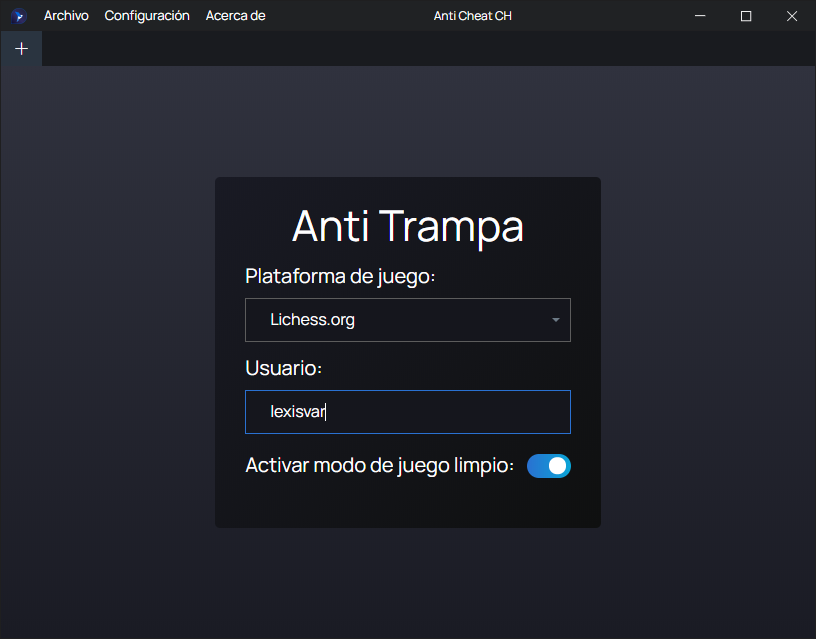 Archivo Configuración Acerca de Anti Cheat CH
Anti Trampa
Plataforma de juego:
Lichess.org
Usuario:
lexisvar
Activar modo de juego limpio: